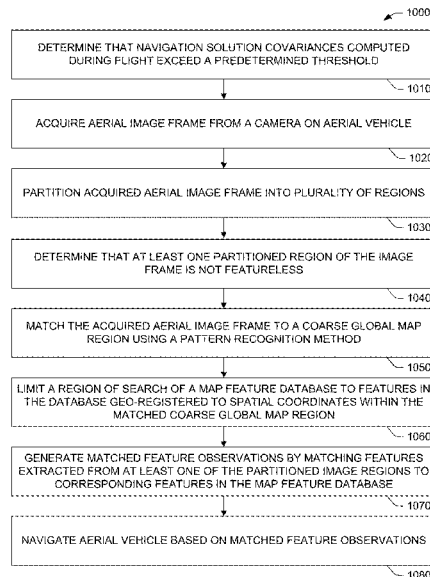 1000
DETERMINE THAT NAVIGATION SOLUTION COVARIANCES COMPUTED
DURING FLIGHT EXCEED A PREDETERMINED THRESHOLD
1010
ACQUIRE AERIAL IMAGE FRAME FROM A CAMERA ON AERIAL VEHICLE
1020
PARTITION ACQUIRED AERIAL IMAGE FRAME INTO PLURALITY OF REGIONS
1030
DETERMINE THAT AT LEAST ONE PARTITIONED REGION OF THE IMAGE
FRAME IS NOT FEATURELESS
1040
MATCH THE ACQUIRED AERIAL IMAGE FRAME TO A COARSE GLOBAL MAP
REGION USING A PATTERN RECOGNITION METHOD
1050
LIMIT A REGION OF SEARCH OF A MAP FEATURE DATABASE TO FEATURES IN
THE DATABASE GEO-REGISTERED TO SPATIAL COORDINATES WITHIN THE
MATCHED COARSE GLOBAL MAP REGION
1060
GENERATE MATCHED FEATURE OBSERVATIONS BY MATCHING FEATURES
EXTRACTED FROM AT LEAST ONE OF THE PARTITIONED IMAGE REGIONS TO
CORRESPONDING FEATURES IN THE MAP FEATURE DATABASE
1070
NAVIGATE AERIAL VEHICLE BASED ON MATCHED FEATURE OBSERVATIONS
1080